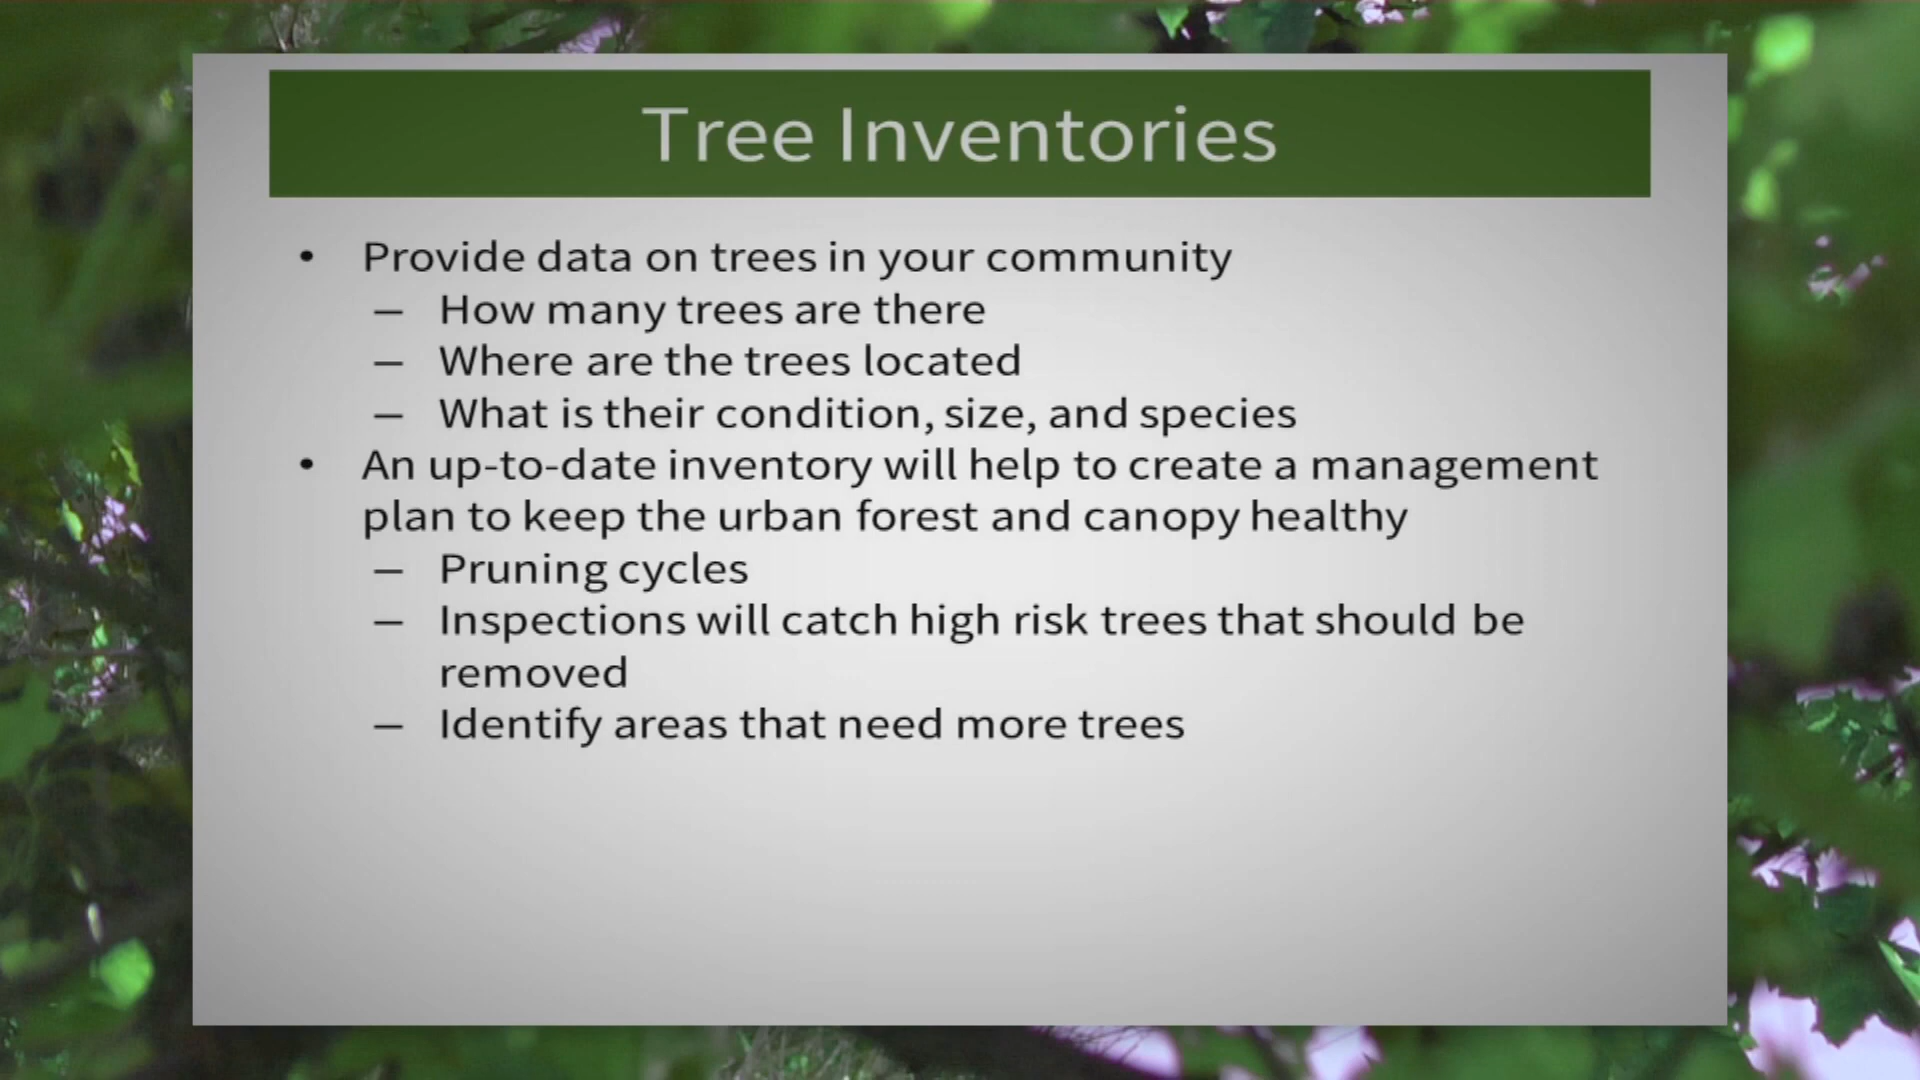 Tree Inventories
• Provide data on trees in your community
– How many trees are there
– Where are the trees located
– What is their condition, size, and species
• An up-to-date inventory will help to create a management
plan to keep the urban forest and canopy healthy
– Pruning cycles
– Inspections will catch high risk trees that should be
removed
– Identify areas that need more trees